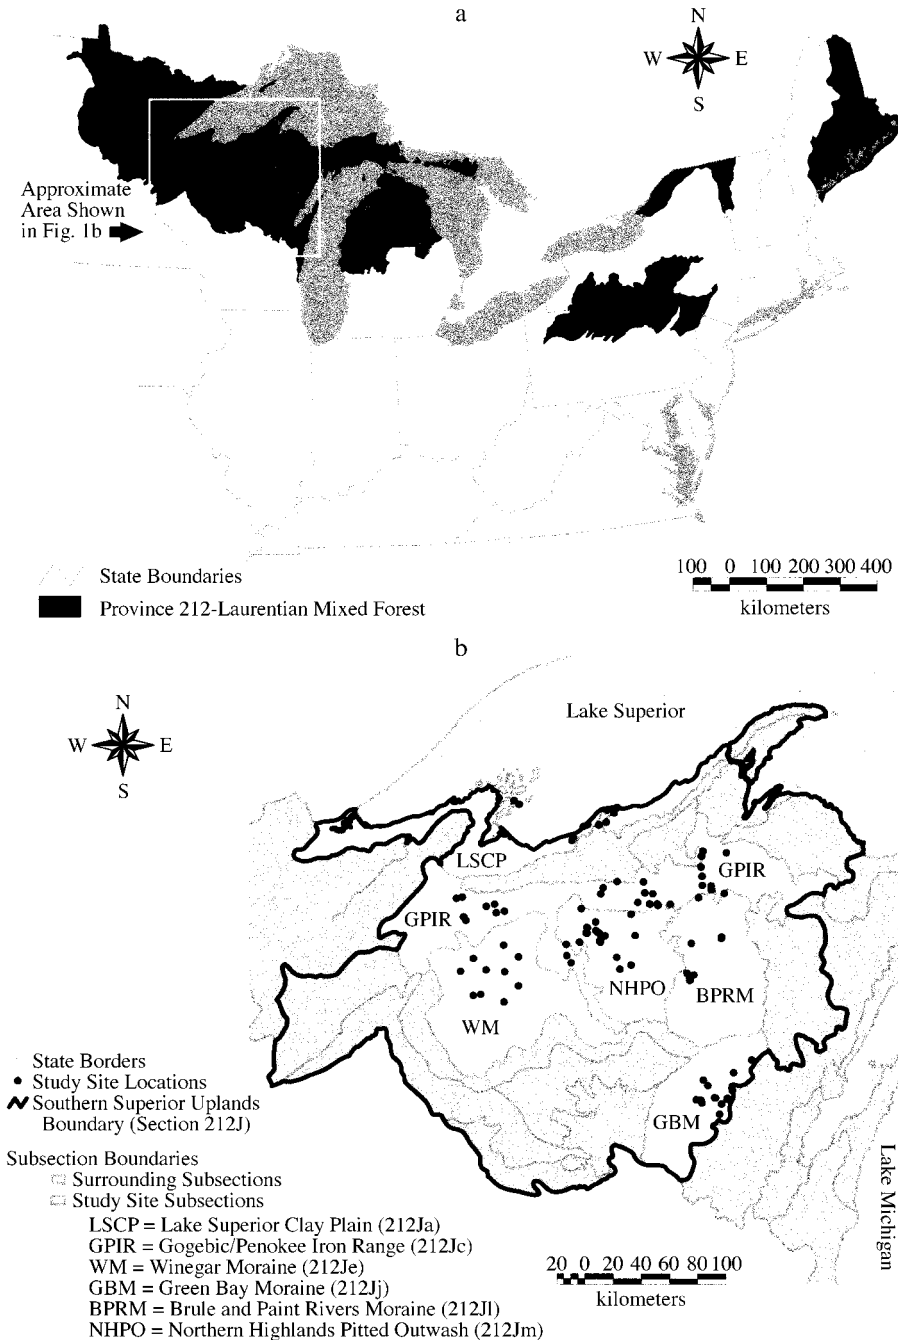 a
N
W E
S
Approximate
Area Shown
in Fig. 1b
State Boundaries
Province 212-Laurentian Mixed Forest
100 0 100 200 300 400
kilometers
b
N
W E
S
Lake Superior
LSCP
GPIR
GPIR
NHPO
BPRM
WM
GBM
Lake Michigan
State Borders
Study Site Locations
Southern Superior Uplands
Boundary (Section 212J)
Subsection Boundaries
Surrounding Subsections
Study Site Subsections
LSCP = Lake Superior Clay Plain (212Ja)
GPIR = Gogebic/Penokee Iron Range (212Jc)
WM = Winegar Moraine (212Je)
GBM = Green Bay Moraine (212Jj)
BPRM = Brule and Paint Rivers Moraine (212Jl)
NHPO = Northern Highlands Pitted Outwash (212Jm)
20 0 20 40 60 80 100
kilometers